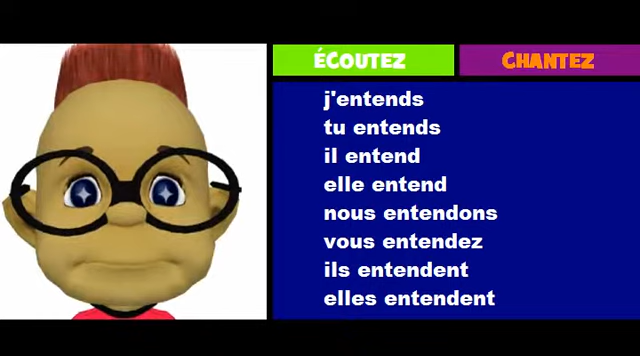 ÉCOUTEZ
CHANTEZ
j'entends
tu entends
il entend
elle entend
nous entendons
vous entendez
ils entendent
elles entendent